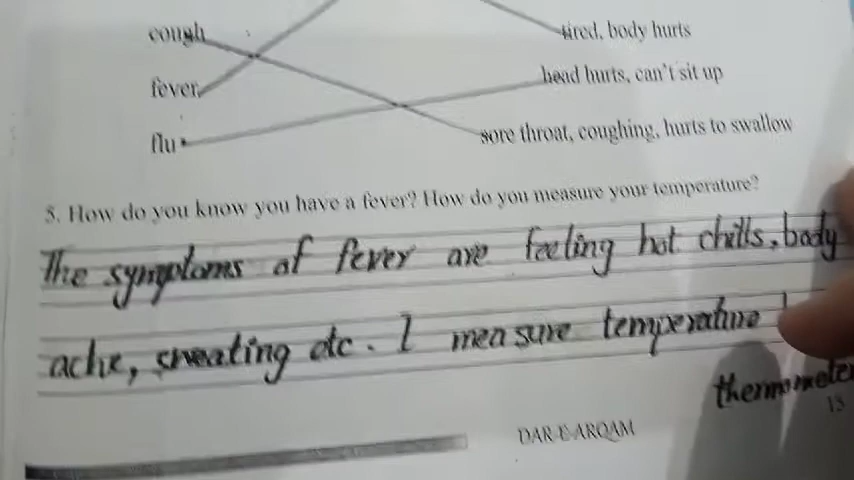 cough
tired, body hurts
fever
head hurts, can't sit up
flu
sore throat, coughing, hurts to swallow
5. How do you know you have a fever? How do you measure your temperature?
The symptoms of fever are feeling hot chills, body
ache, sweating etc. I measure temperature
thermometer
15
DAR-E-ARQAM